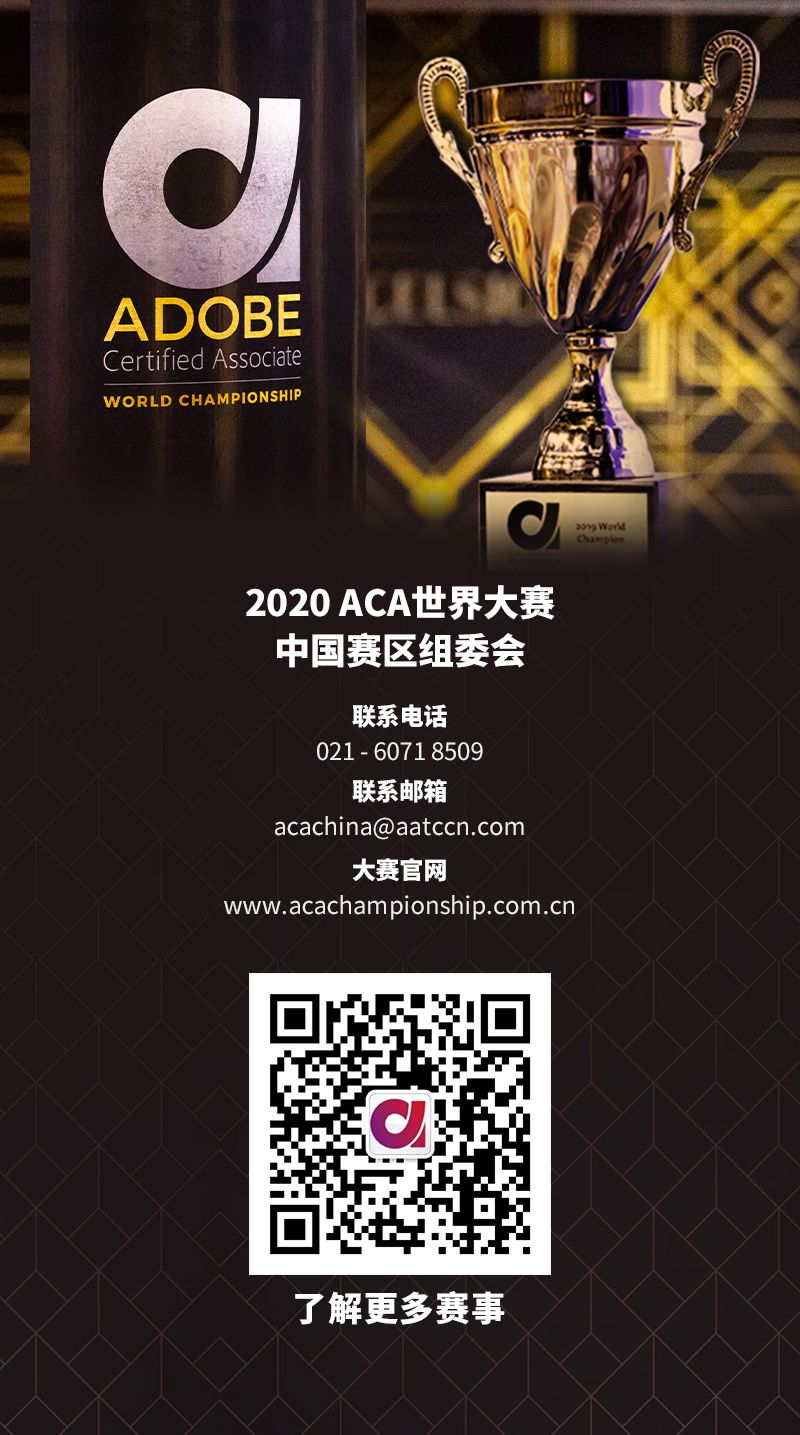 ADOBE
Certified Associate
WORLD CHAMPIONSHIP
2019 World
Champion
2020 ACA世界大赛
中国赛区组委会
联系电话
021 - 6071 8509
联系邮箱
acachina@aatccn.com
大赛官网
www.acachampionship.com.cn
了解更多赛事